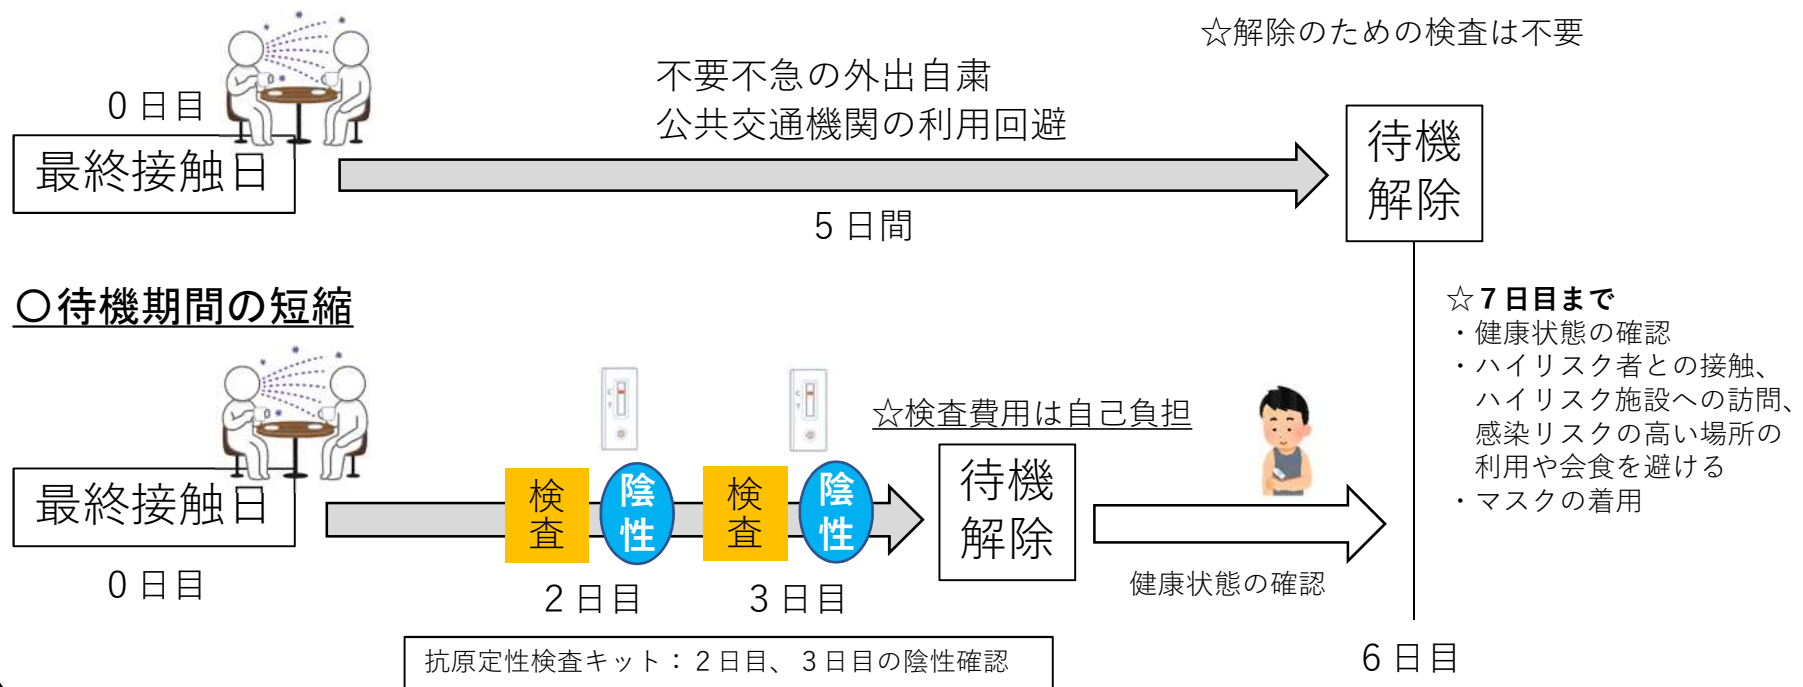 ☆解除のための検査は不要
不要不急の外出自粛
公共交通機関の利用回避
0日目
最終接触日
待機
解除
5日間
〇待機期間の短縮
☆7日目まで
・健康状態の確認
・ハイリスク者との接触、
ハイリスク施設への訪問、
感染リスクの高い場所の
利用や会食を避ける
・マスクの着用
C
T
C
T
☆検査費用は自己負担
最終接触日
検査
陰性
検査
陰性
待機
解除
0日目
2日目
3日目
健康状態の確認
抗原定性検査キット：2日目、3日目の陰性確認
6日目